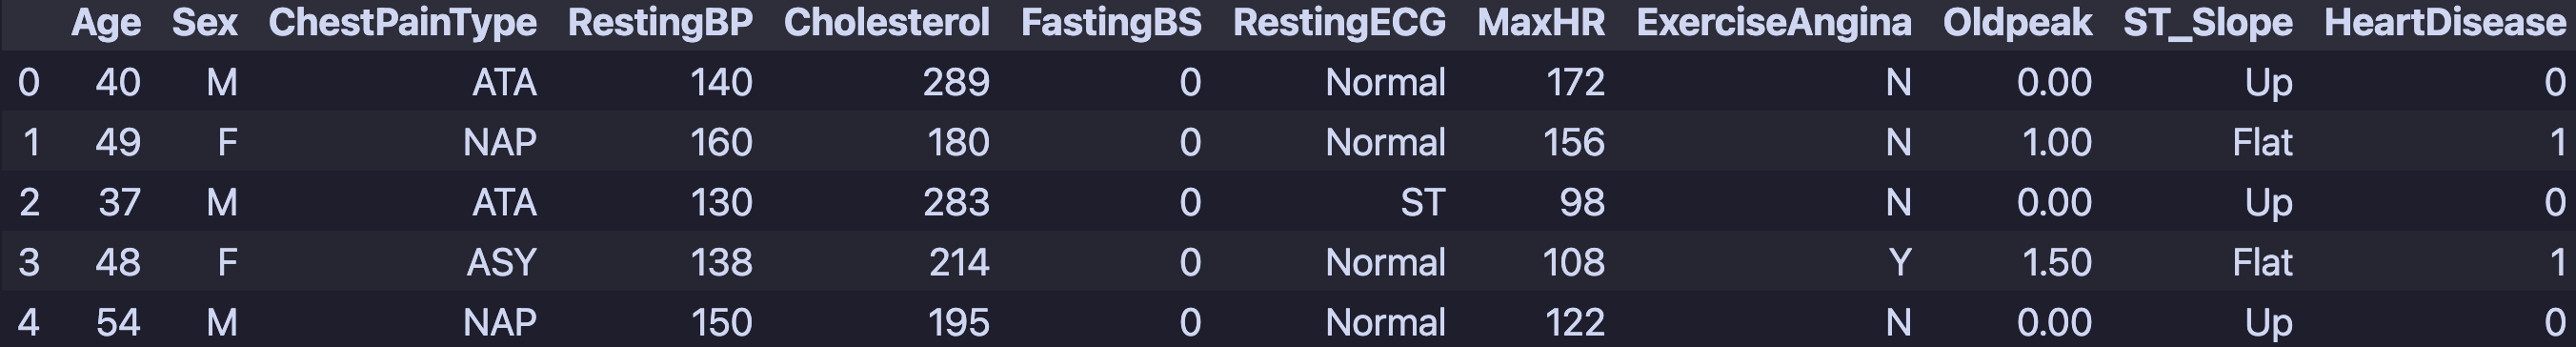 Age Sex ChestPainType RestingBP Cholesterol FastingBS RestingECG MaxHR ExerciseAngina Oldpeak ST_Slope HeartDisease
0 40 M ATA 140 289 0 Normal 172 N 0.00 Up 0
1 49 F NAP 160 180 0 Normal 156 N 1.00 Flat 1
2 37 M ATA 130 283 0 ST 98 N 0.00 Up 0
3 48 F ASY 138 214 0 Normal 108 Y 1.50 Flat 1
4 54 M NAP 150 195 0 Normal 122 N 0.00 Up 0